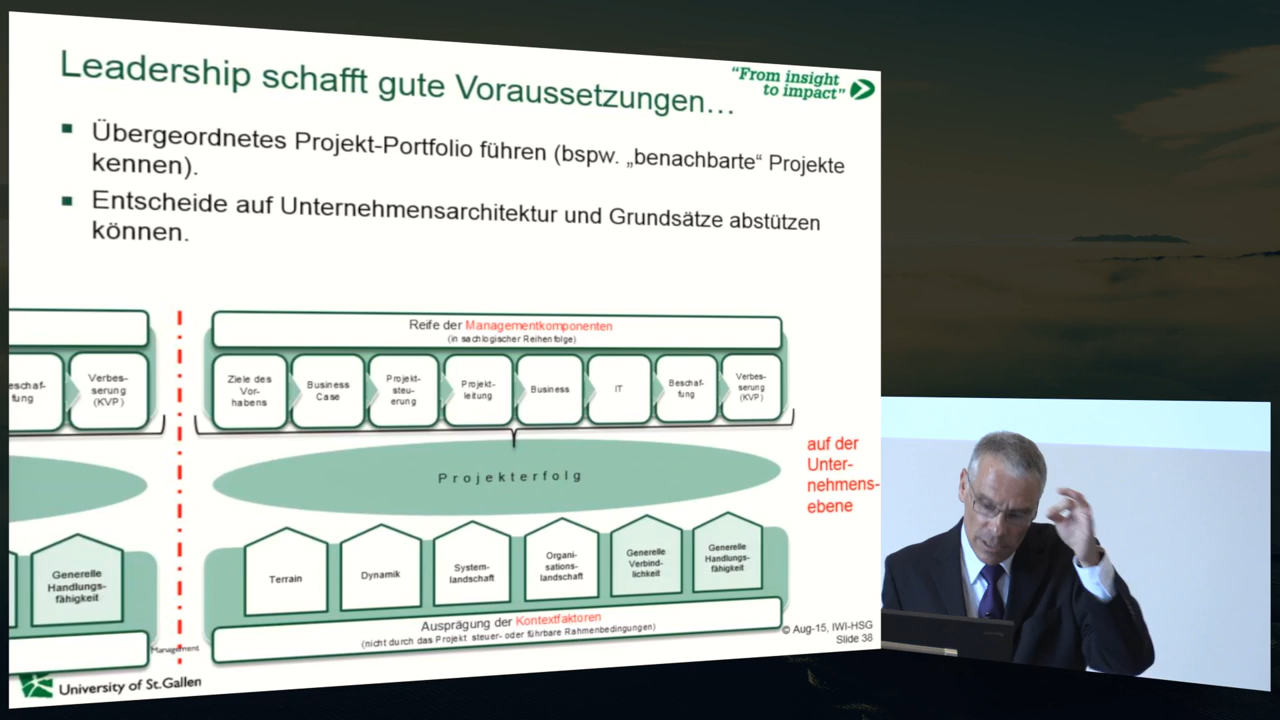 Leadership schafft gute Voraussetzungen…
“From insight
to impact”
Übergeordnetes Projekt-Portfolio führen (bspw. „benachbarte“ Projekte
kennen).
Entscheide auf Unternehmensarchitektur und Grundsätze abstützen
können.
eschaf-
fung
Verbes-
serung
(KVP)
Generelle
Handlungs-
fähigkeit
Management
Reife der Managementkomponenten
(in sachlogischer Reihenfolge)
Ziele des
Vor-
habens
Business
Case
Projekt-
steu-
erung
Projekt-
leitung
Business
IT
Beschaf-
fung
Verbes-
serung
(KVP)
Projekterfolg
auf der
Unter-
nehmens-
ebene
Terrain
Dynamik
System-
landschaft
Organi-
sations-
landschaft
Generelle
Verbind-
lichkeit
Generelle
Handlungs-
fähigkeit
Ausprägung der Kontextfaktoren
(nicht durch das Projekt steuer- oder führbare Rahmenbedingungen)
© Aug-15, IWI-HSG
Slide 38
University of St.Gallen